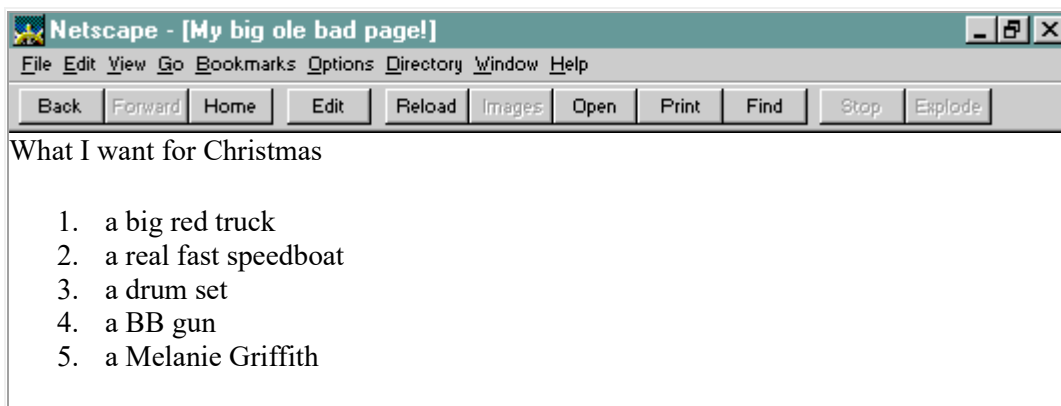 Netscape - [My big ole bad page!]
File Edit View Go Bookmarks Options Directory Window Help
Back Forward Home Edit Reload Images Open Print Find Stop Explode
What I want for Christmas
1. a big red truck
2. a real fast speedboat
3. a drum set
4. a BB gun
5. a Melanie Griffith